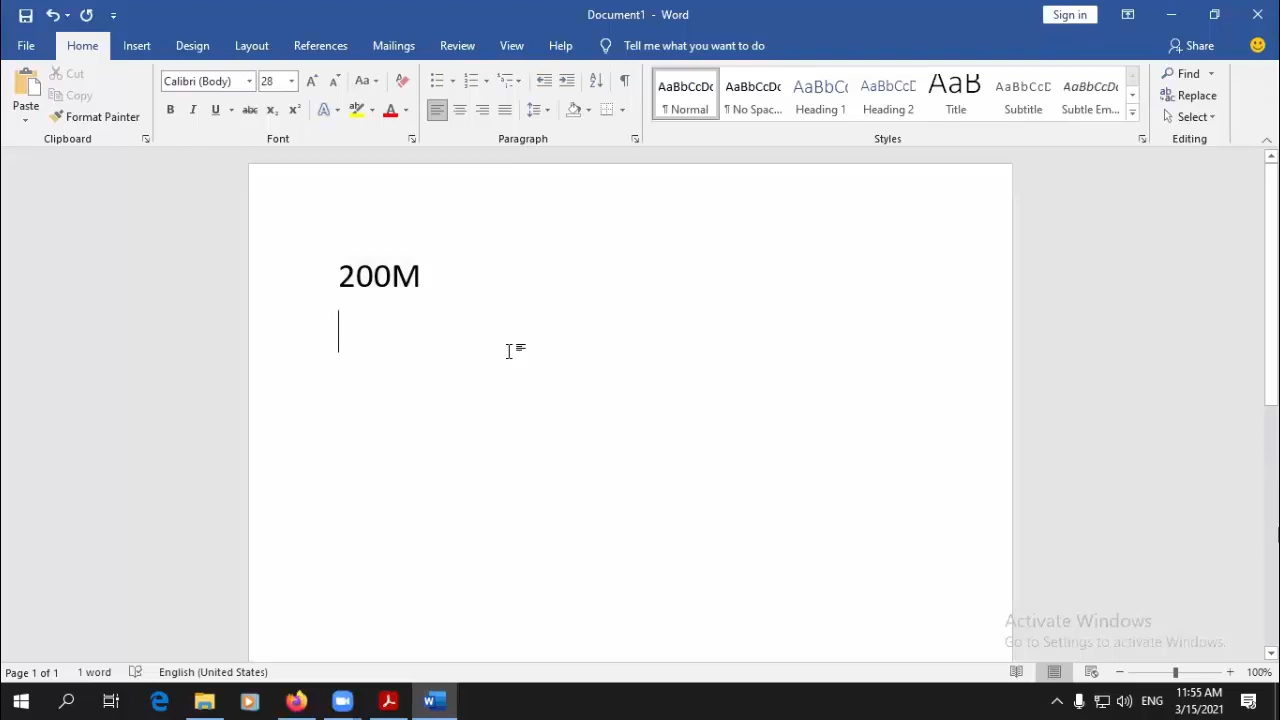 Document1 - Word
Sign in
File Home Insert Design Layout References Mailings Review View Help Tell me what you want to do Share
Paste
Cut
Copy
Format Painter
Clipboard
Calibri (Body) 28
Font
Paragraph
AaBbCcDc AaBbCcDc AaBbCc AaBbCcD AaB AaBbCcD AaBbCcDc
¶ Normal ¶ No Spac... Heading 1 Heading 2 Title Subtitle Subtle Em...
Styles
Find
Replace
Select
Editing
200M
Activate Windows
Go to Settings to activate Windows.
Page 1 of 1 1 word English (United States) 100%
ENG
11:55 AM
3/15/2021